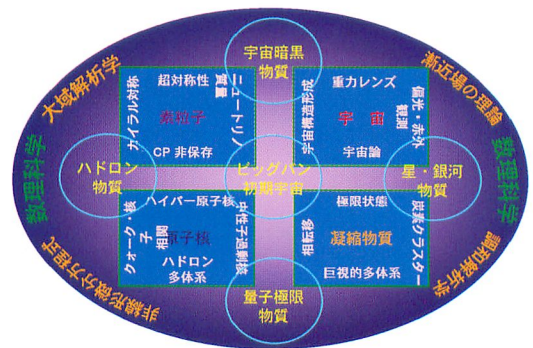 宇宙暗黒
物質
大域解析学
漸近場の理論
数理科学
数理科学
非線形微分方程式
調和解析学
カイラル対称
超対称性
ニュートリノ
質量
素粒子
CP 非保存
宇宙構造形成
重力レンズ
偏光・赤外
観測
宇宙
宇宙論
ハドロン
物質
ビッグバン
初期宇宙
星・銀河
物質
クォーク・核子
相関
ハイパー原子核
中性子過剰核
原子核
ハドロン
多体系
相転移
極限状態
炭素クラスター
凝縮物質
巨視的多体系
量子極限
物質